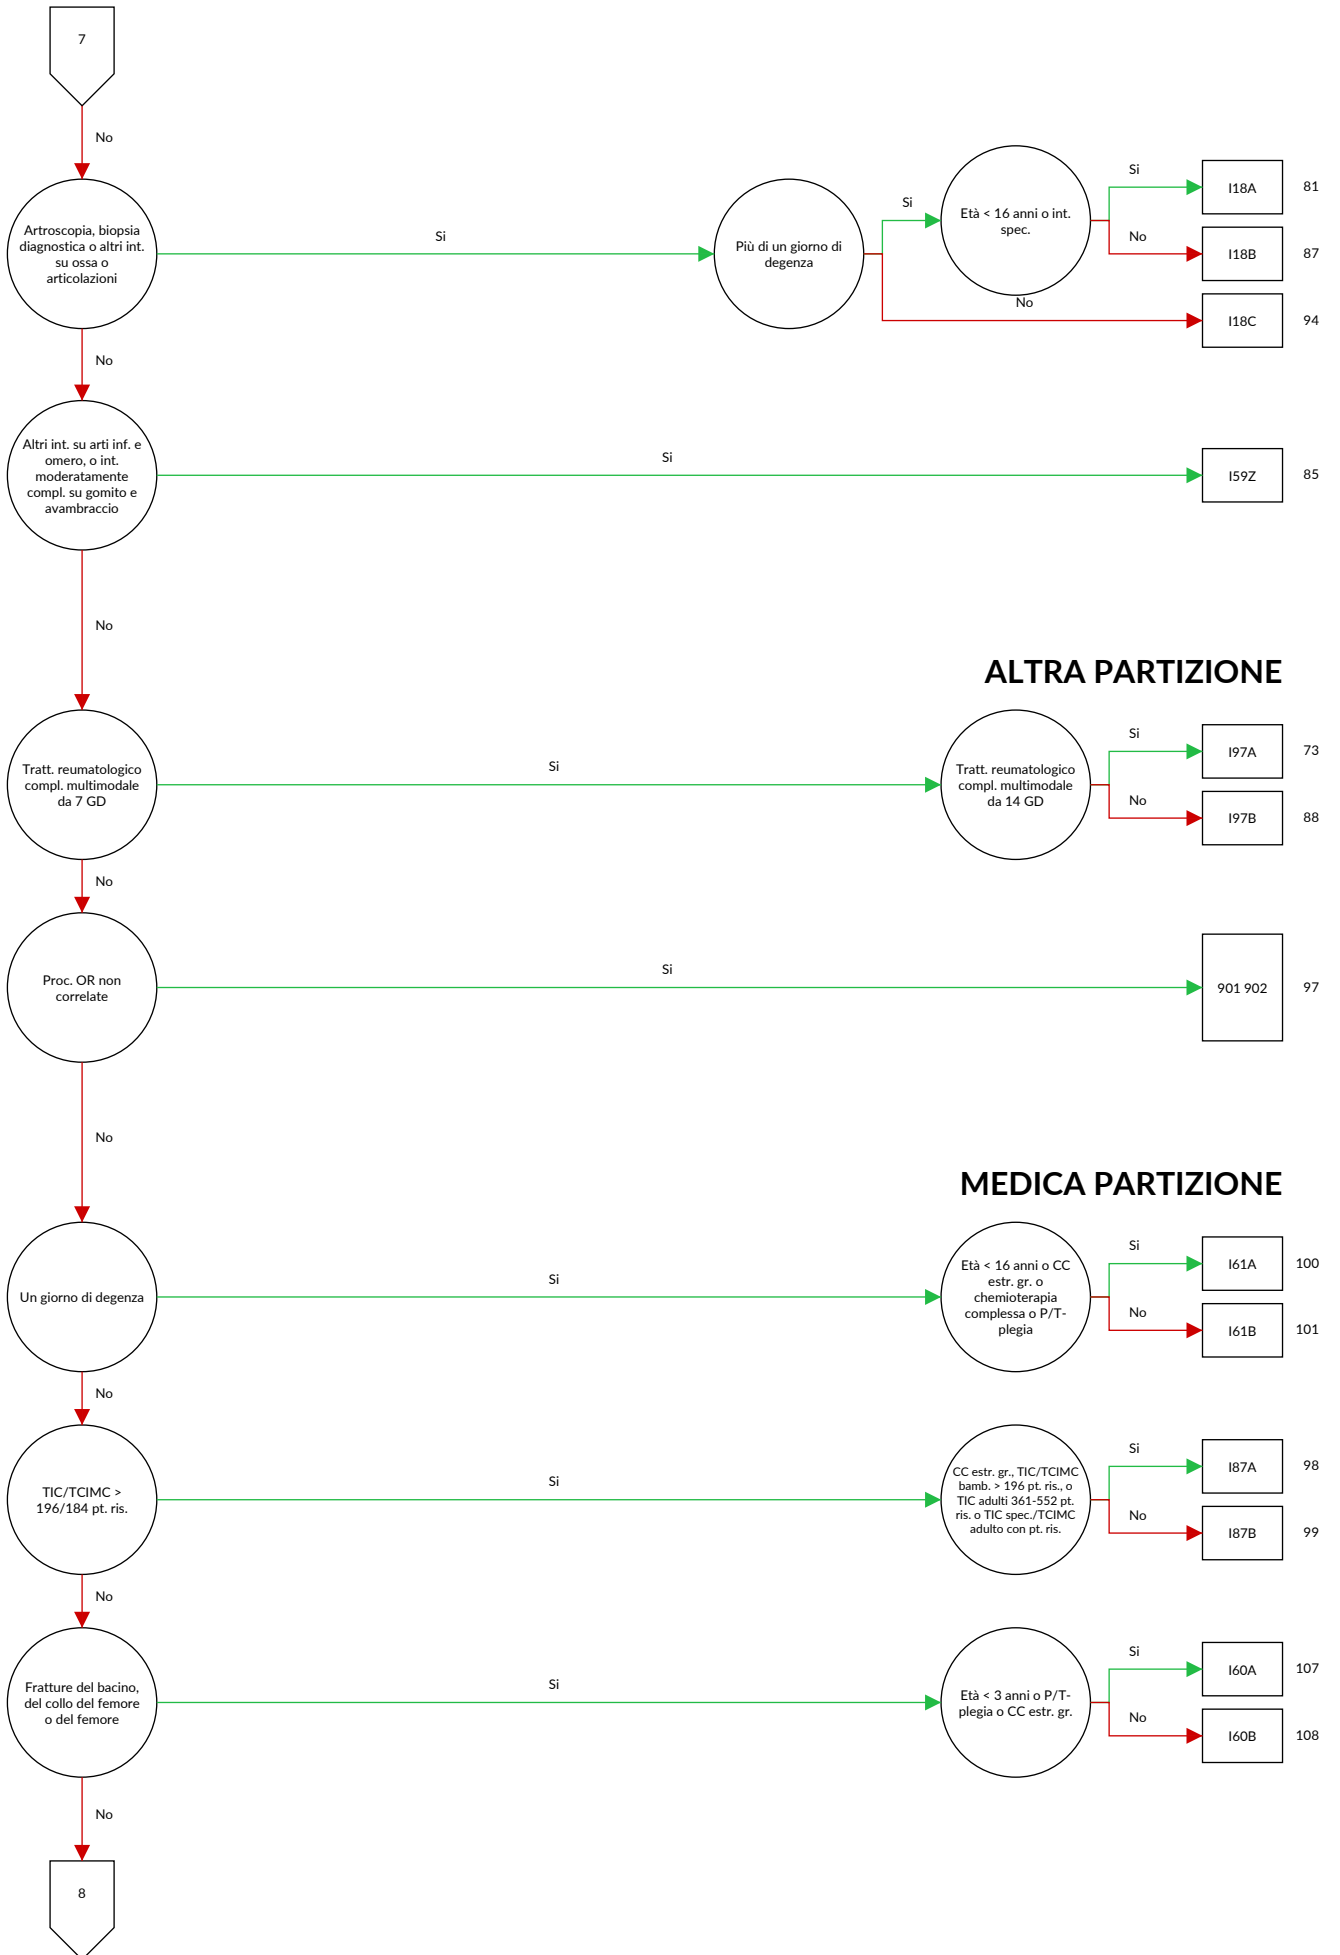 7
No
Artroscopia, biopsia
diagnostica o altri int.
su ossa o
articolazioni
Si
Più di un giorno di
degenza
Si
Età < 16 anni o int.
spec.
Si
I18A
81
No
I18B
87
No
I18C
94
No
Altri int. su arti inf. e
omero, o int.
moderatamente
compl. su gomito e
avambraccio
Si
I59Z
85
No
ALTRA PARTIZIONE
Tratt. reumatologico
compl. multimodale
da 7 GD
Si
Tratt. reumatologico
compl. multimodale
da 14 GD
Si
I97A
73
No
I97B
88
No
Proc. OR non
correlate
Si
901 902
97
No
MEDICA PARTIZIONE
Un giorno di degenza
Si
Età < 16 anni o CC
estr. gr. o
chemioterapia
complessa o P/T-
plegia
Si
I61A
100
No
I61B
101
No
TIC/TCIMC >
196/184 pt. ris.
Si
CC estr. gr., TIC/TCIMC
bamb. > 196 pt. ris., o
TIC adulti 361-552 pt.
ris. o TIC spec./TCIMC
adulto con pt. ris.
Si
I87A
98
No
I87B
99
No
Fratture del bacino,
del collo del femore
o del femore
Si
Età < 3 anni o P/T-
plegia o CC estr. gr.
Si
I60A
107
No
I60B
108
No
8